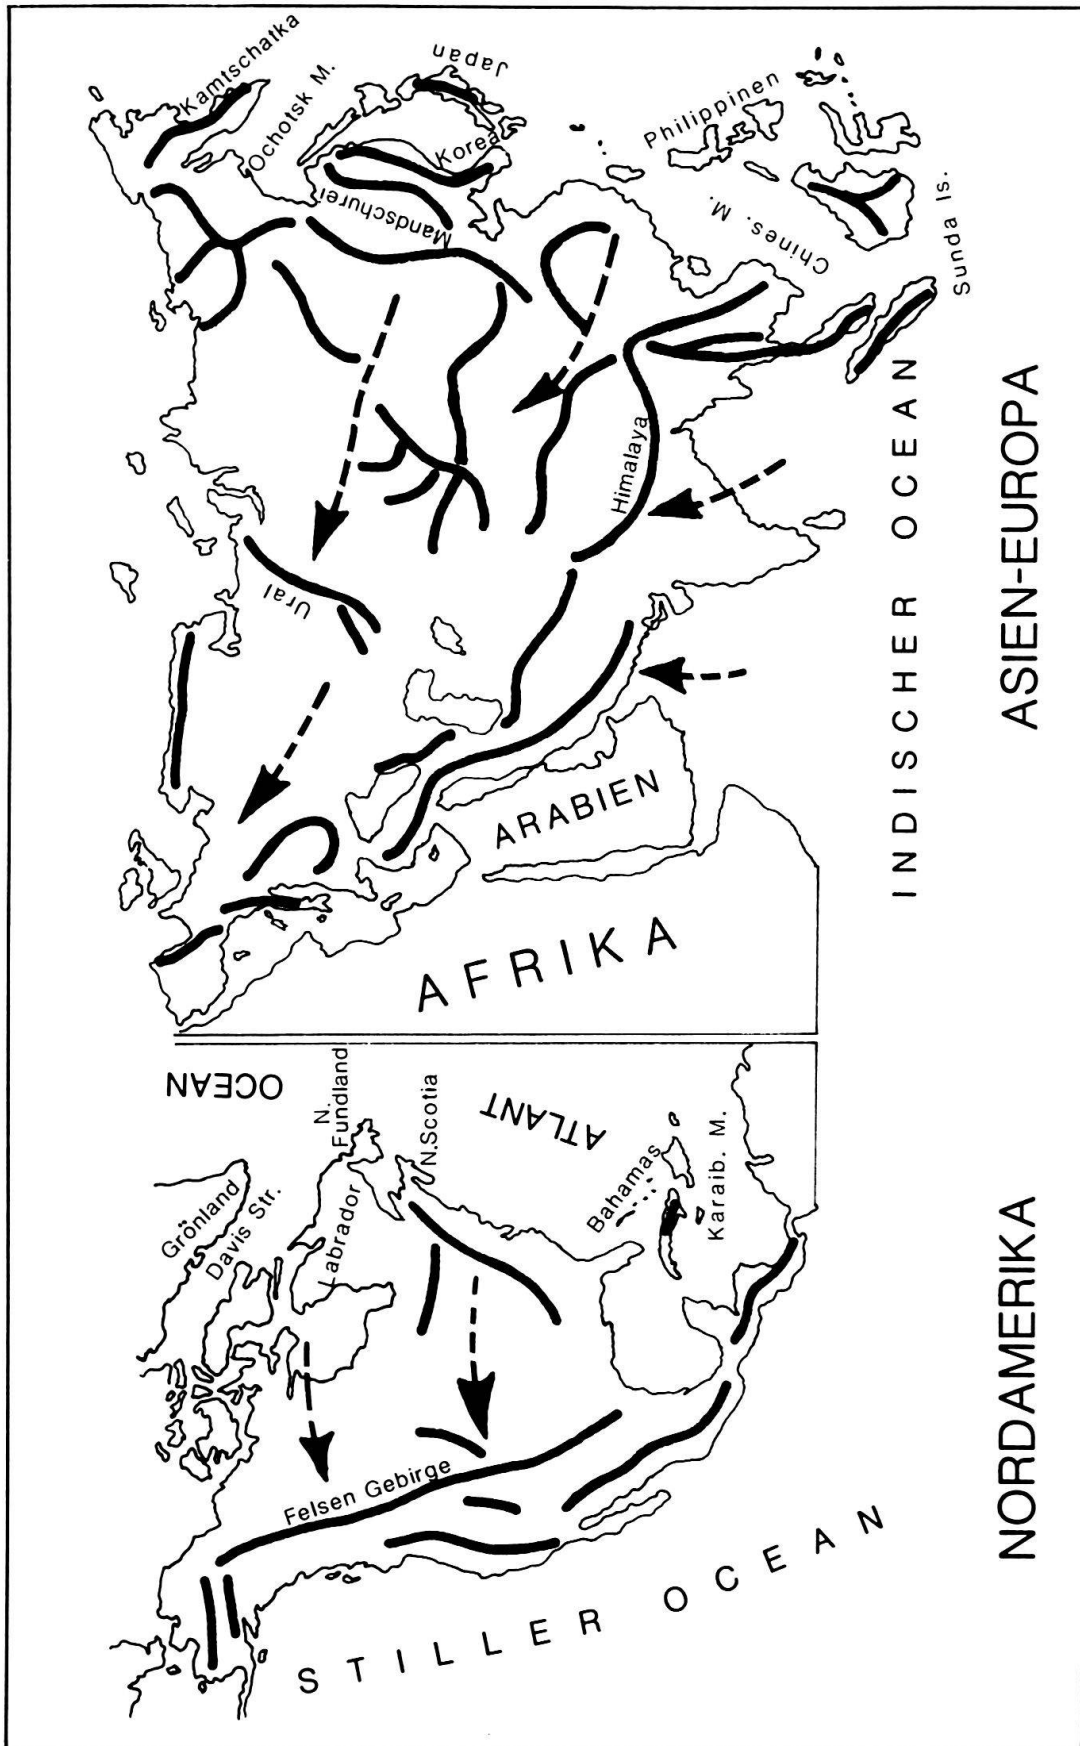 Kamtschatka
Ochotsk M.
Japan
Korea
Mandschurei
Philippinen
Chines. M.
Sunda Is.
Himalaya
Ural
ARABIEN
AFRIKA
INDISCHER OCEAN
ASIEN-EUROPA
OCEAN
ATLANT
N.
Fundland
N.Scotia
Grönland
Davis Str.
Labrador
Bahamas
Karaib. M.
Felsen Gebirge
STILLER OCEAN
NORDAMERIKA